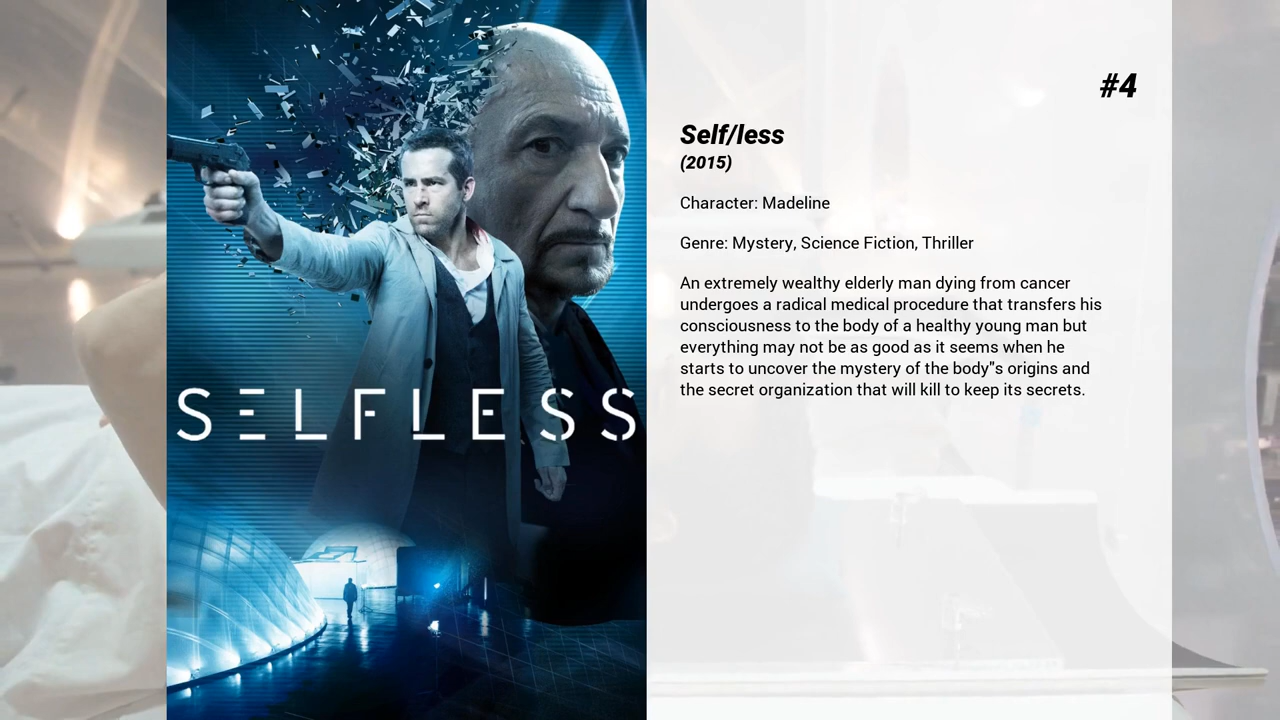 #4
Self/less
(2015)
Character: Madeline
Genre: Mystery, Science Fiction, Thriller
An extremely wealthy elderly man dying from cancer
undergoes a radical medical procedure that transfers his
consciousness to the body of a healthy young man but
everything may not be as good as it seems when he
starts to uncover the mystery of the body"s origins and
the secret organization that will kill to keep its secrets.
SELFLESS